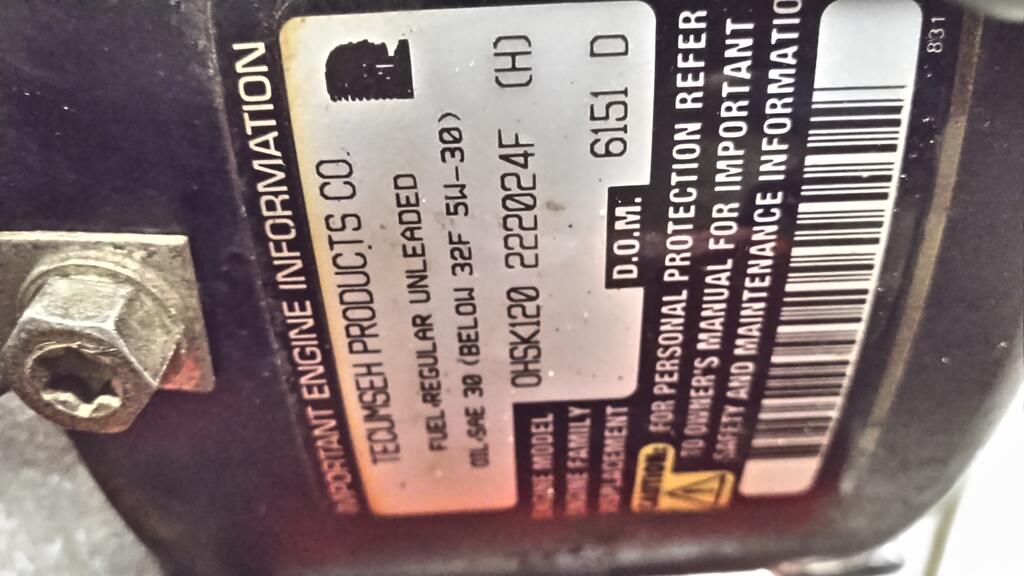 IMPORTANT ENGINE INFORMATION
TECUMSEH PRODUCTS CO.
FUEL:REGULAR UNLEADED
OIL:SAE 30 (BELOW 32F 5W-30)
ENGINE MODEL OHSK120 222024F (H)
ENGINE FAMILY
DISPLACEMENT D.O.M. 6151 D
CAUTION FOR PERSONAL PROTECTION REFER
TO OWNER'S MANUAL FOR IMPORTANT
SAFETY AND MAINTENANCE INFORMATIO
831